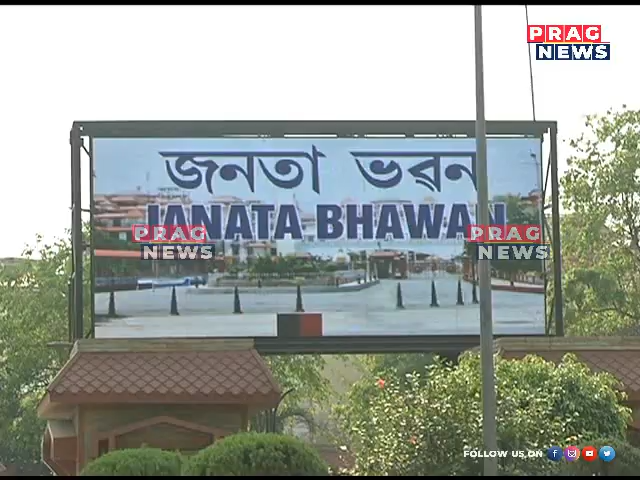 PRAG
NEWS
জনতা ভৱন
JANATA BHAWAN
PRAG
NEWS
PRAG
NEWS
FOLLOW US ON